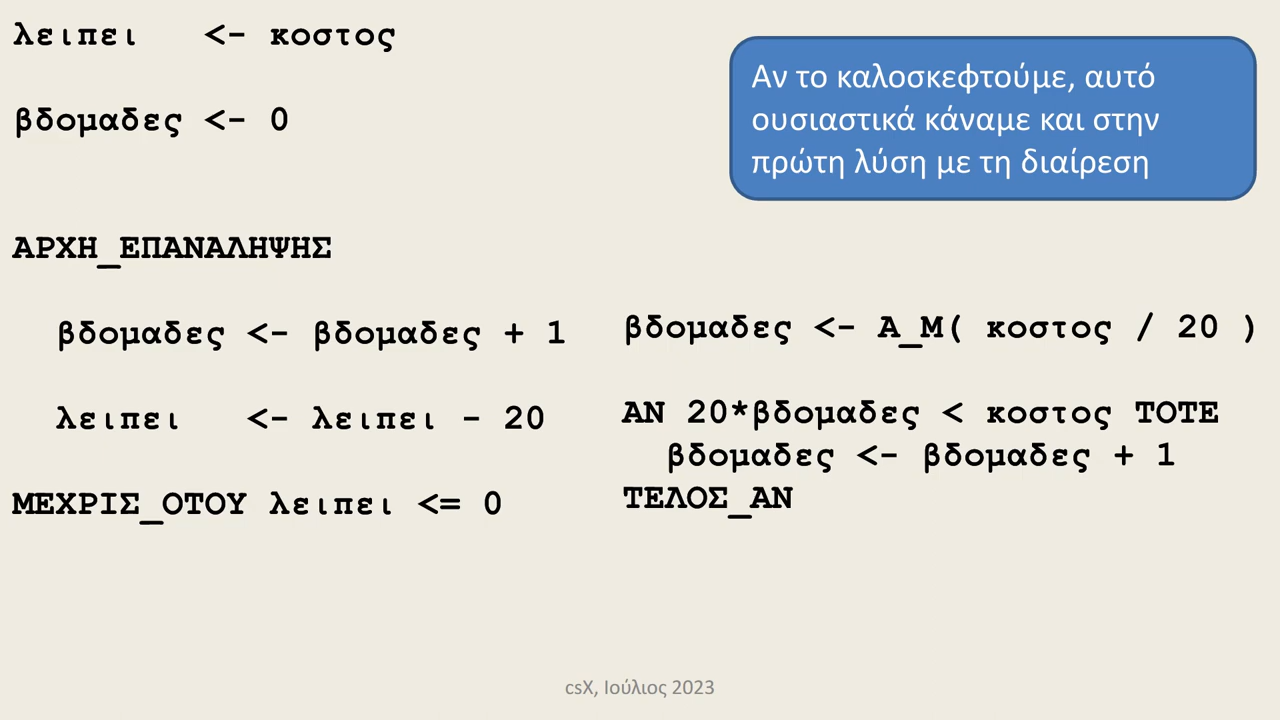 λειπει <- κοστος
βδομαδες <- 0
Αν το καλοσκεφτούμε, αυτό
ουσιαστικά κάναμε και στην
πρώτη λύση με τη διαίρεση
ΑΡΧΗ_ΕΠΑΝΑΛΗΨΗΣ
βδομαδες <- βδομαδες + 1
λειπει <- λειπει - 20
ΜΕΧΡΙΣ_ΟΤΟΥ λειπει <= 0
βδομαδες <- Α_Μ( κοστος / 20 )
ΑΝ 20*βδομαδες < κοστος ΤΟΤΕ
βδομαδες <- βδομαδες + 1
ΤΕΛΟΣ_ΑΝ
csX, Ιούλιος 2023